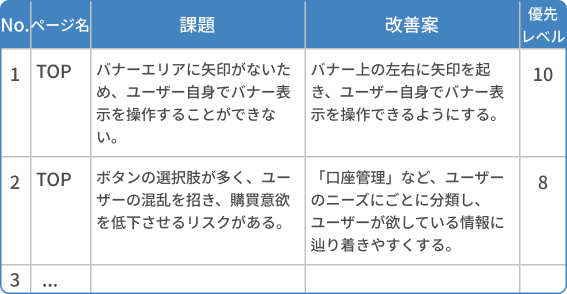 No. ページ名 課題 改善案 優先レベル
1 TOP
バナーエリアに矢印がないた
め、ユーザー自身でバナー表
示を操作することができな
い。
バナー上の左右に矢印を起
き、ユーザー自身でバナー表
示を操作できるようにする。
10
2 TOP
ボタンの選択肢が多く、ユー
ザーの混乱を招き、購買意欲
を低下させるリスクがある。
「口座管理」など、ユーザー
のニーズにごとに分類し、
ユーザーが欲している情報に
辿り着きやすくする。
8
3 ...